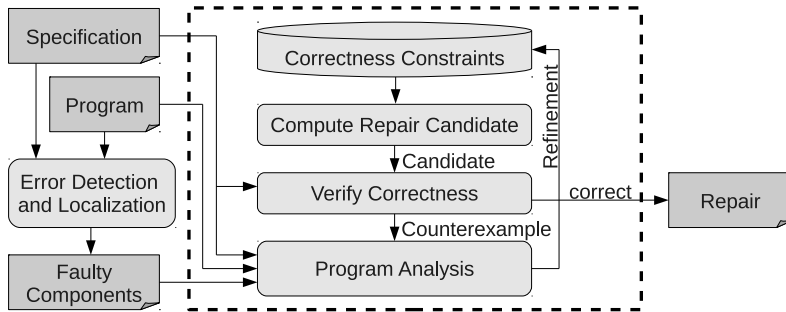 Specification
Program
Error Detection
and Localization
Faulty
Components
Correctness Constraints
Compute Repair Candidate
Candidate
Verify Correctness
Counterexample
Program Analysis
Refinement
correct
Repair